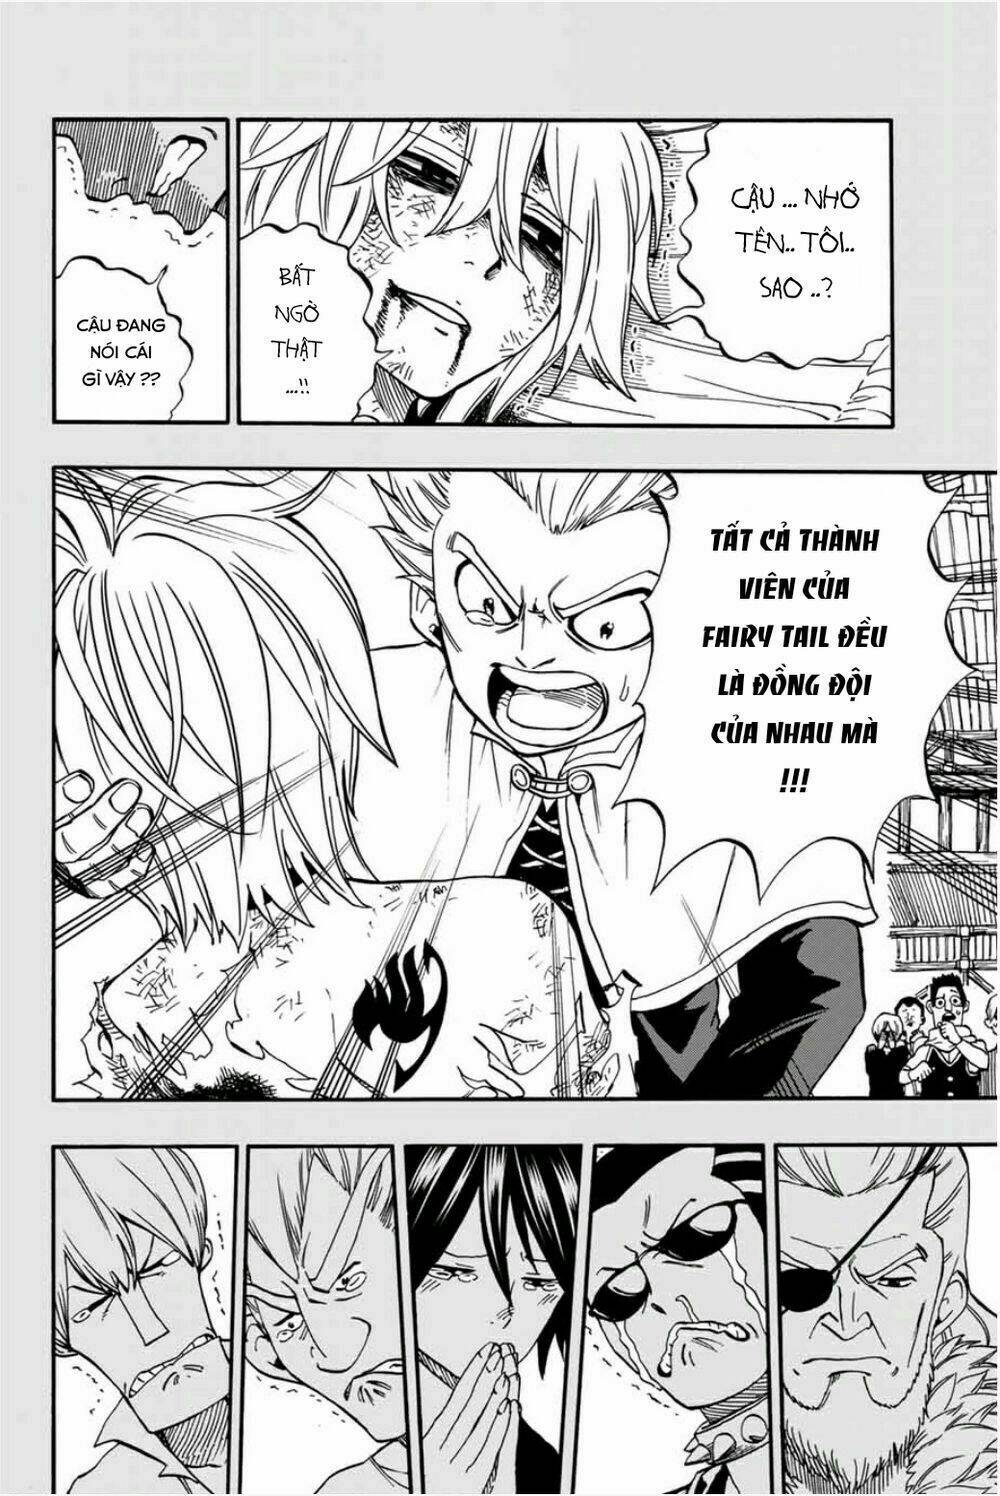 CẬU ... NHỚ
TÊN.. TÔI..
SAO ..?
BẤT
NGỜ
THẬT
...!!
CẬU ĐANG
NÓI CÁI
GÌ VẬY ??
TẤT CẢ THÀNH
VIÊN CỦA
FAIRY TAIL ĐỀU
LÀ ĐỒNG ĐỘI
CỦA NHAU MÀ
!!!